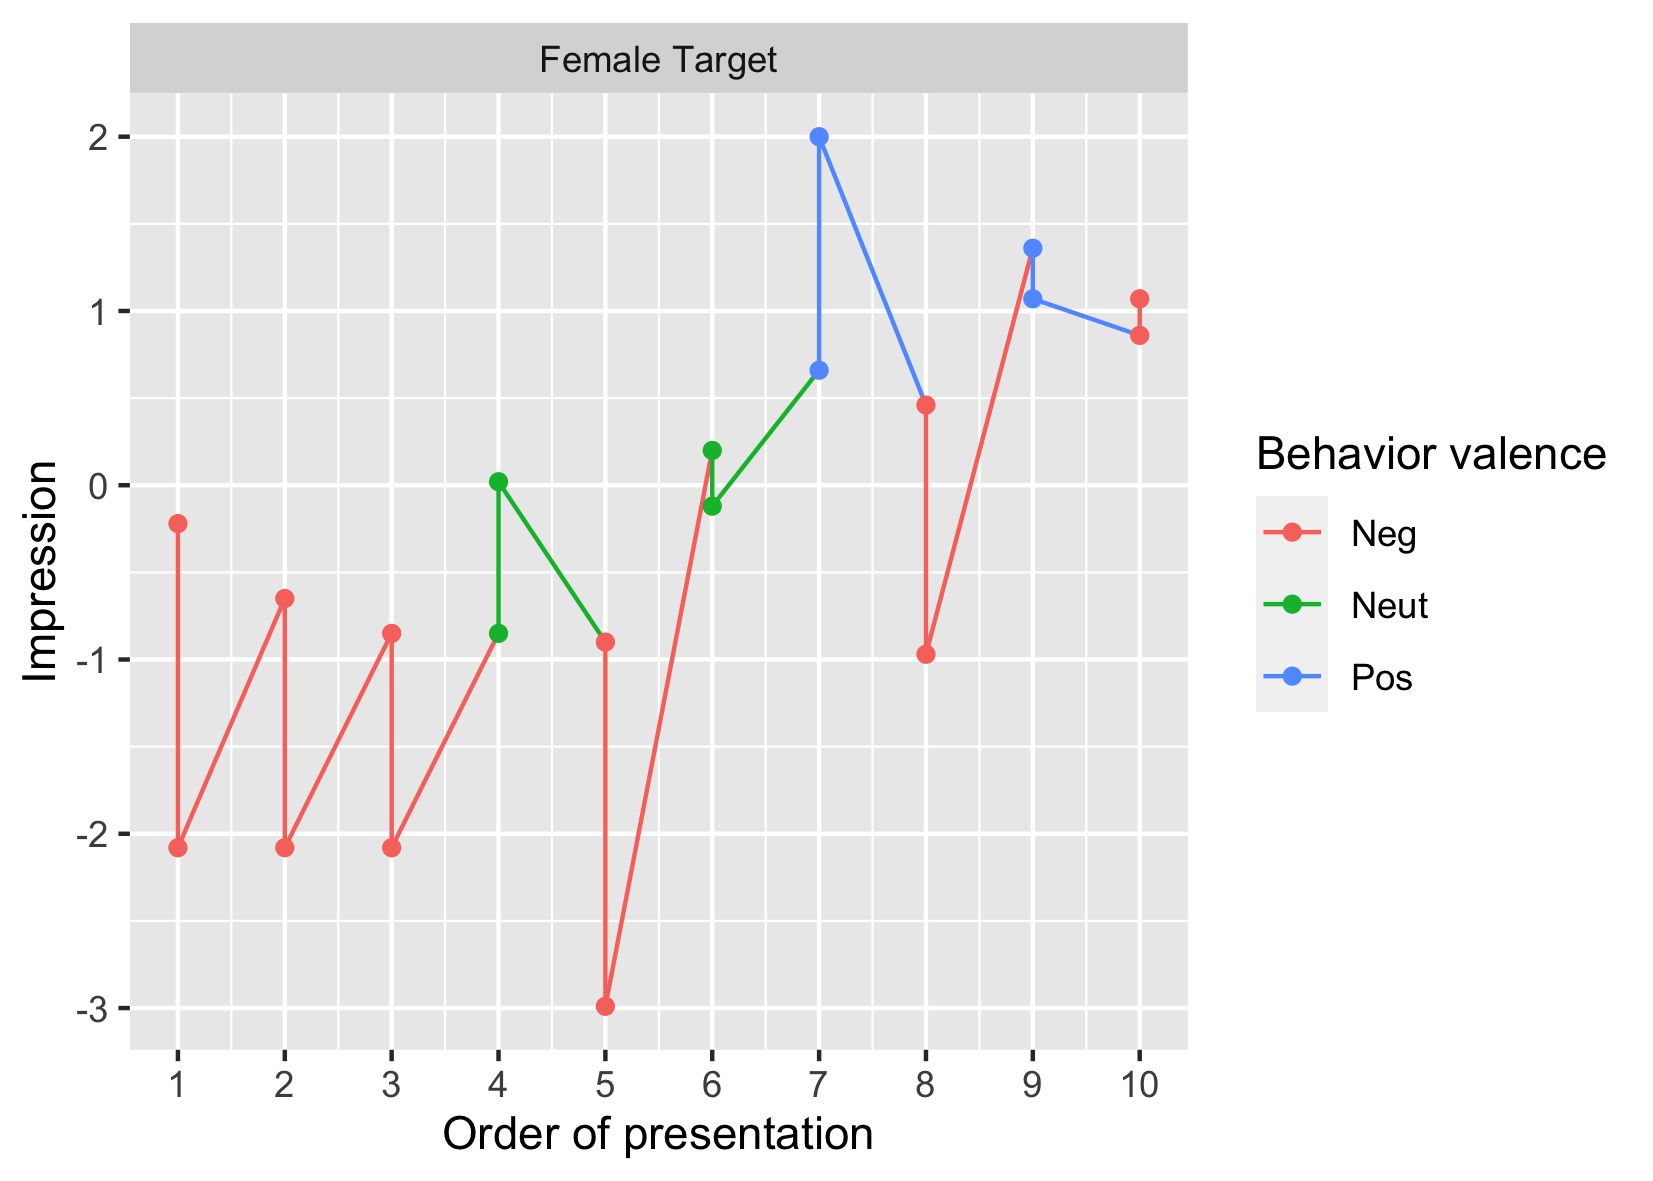 Female Target
2
1
0
-1
-2
-3
Impression
1 2 3 4 5 6 7 8 9 10
Order of presentation
Behavior valence
Neg
Neut
Pos